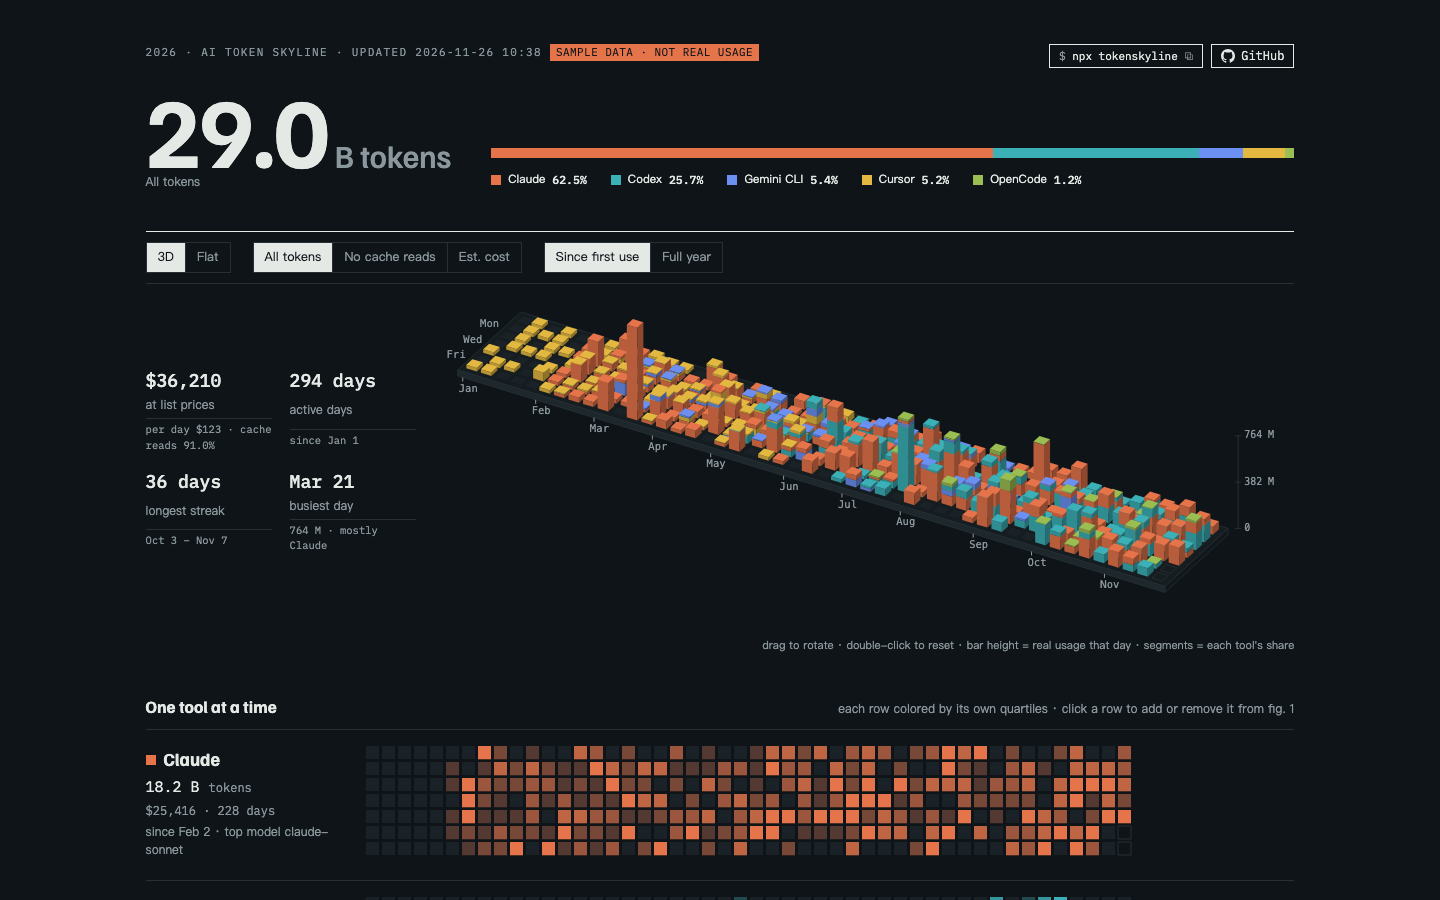 2026 · AI TOKEN SKYLINE · UPDATED 2026-11-26 10:38 SAMPLE DATA · NOT REAL USAGE
$ npx tokenskyline
GitHub
29.0 B tokens
All tokens
Claude 62.5% Codex 25.7% Gemini CLI 5.4% Cursor 5.2% OpenCode 1.2%
3D Flat All tokens No cache reads Est. cost Since first use Full year
$36,210
at list prices
per day $123 · cache
reads 91.0%
294 days
active days
since Jan 1
36 days
longest streak
Oct 3 – Nov 7
Mar 21
busiest day
764 M · mostly
Claude
Mon
Wed
Fri
Jan
Feb
Mar
Apr
May
Jun
Jul
Aug
Sep
Oct
Nov
764 M
382 M
0
drag to rotate · double-click to reset · bar height = real usage that day · segments = each tool's share
One tool at a time
each row colored by its own quartiles · click a row to add or remove it from fig. 1
Claude
18.2 B tokens
$25,416 · 228 days
since Feb 2 · top model claude-
sonnet